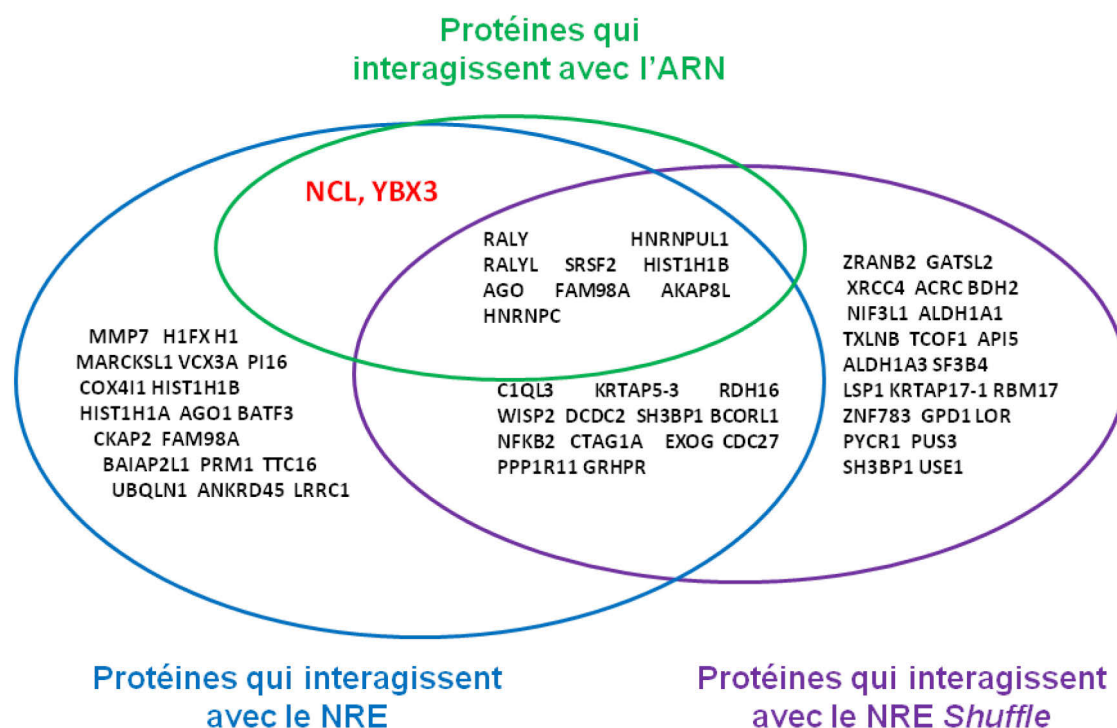 Protéines qui
interagissent avec l'ARN
NCL, YBX3
RALY HNRNPUL1
RALYL SRSF2 HIST1H1B
AGO FAM98A AKAP8L
HNRNPC
ZRANB2 GATSL2
XRCC4 ACRC BDH2
NIF3L1 ALDH1A1
TXLNB TCOF1 API5
ALDH1A3 SF3B4
LSP1 KRTAP17-1 RBM17
ZNF783 GPD1 LOR
PYCR1 PUS3
SH3BP1 USE1
MMP7 H1FX H1
MARCKSL1 VCX3A PI16
COX4I1 HIST1H1B
HIST1H1A AGO1 BATF3
CKAP2 FAM98A
BAIAP2L1 PRM1 TTC16
UBQLN1 ANKRD45 LRRC1
C1QL3 KRTAP5-3 RDH16
WISP2 DCDC2 SH3BP1 BCORL1
NFKB2 CTAG1A EXOG CDC27
PPP1R11 GRHPR
Protéines qui interagissent
avec le NRE
Protéines qui interagissent
avec le NRE Shuffle